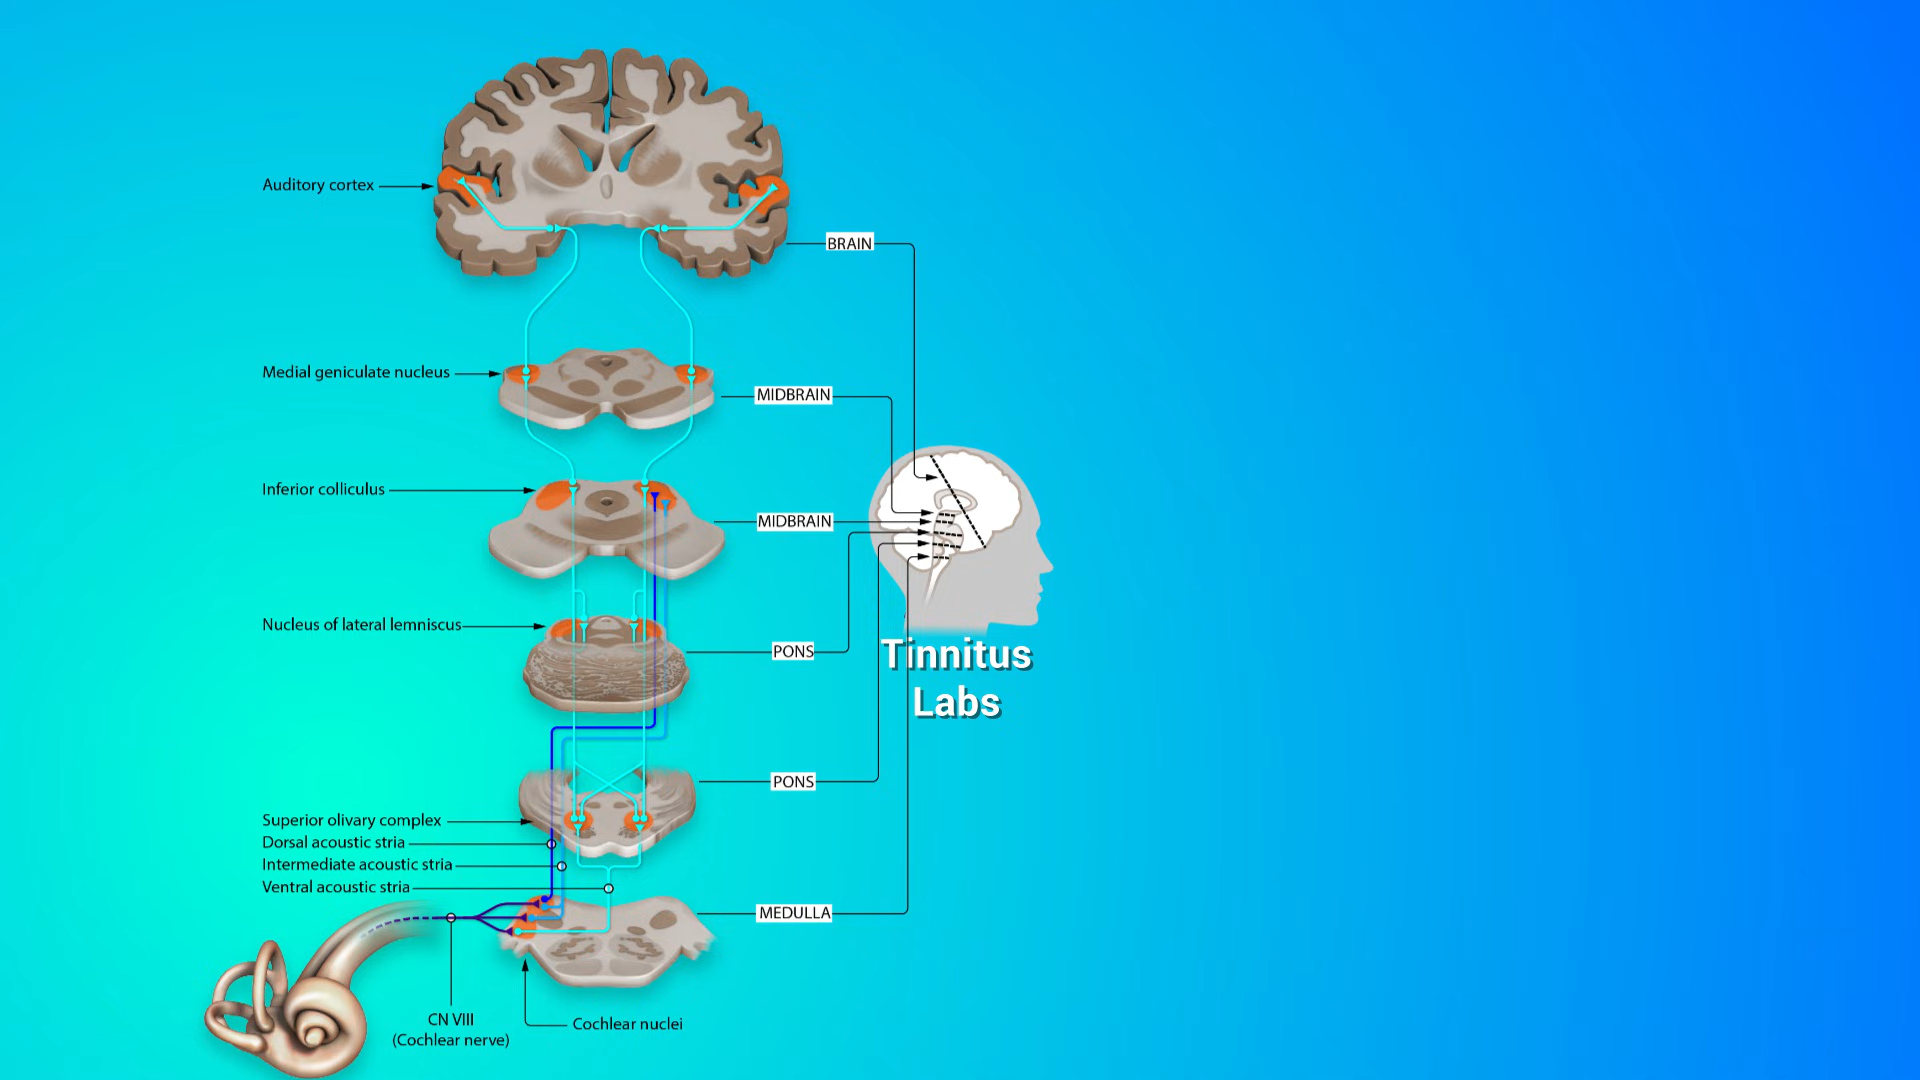 Auditory cortex
BRAIN
Medial geniculate nucleus
MIDBRAIN
Inferior colliculus
MIDBRAIN
Nucleus of lateral lemniscus
PONS
Tinnitus
Labs
PONS
Superior olivary complex
Dorsal acoustic stria
Intermediate acoustic stria
Ventral acoustic stria
MEDULLA
CN VIII
(Cochlear nerve)
Cochlear nuclei